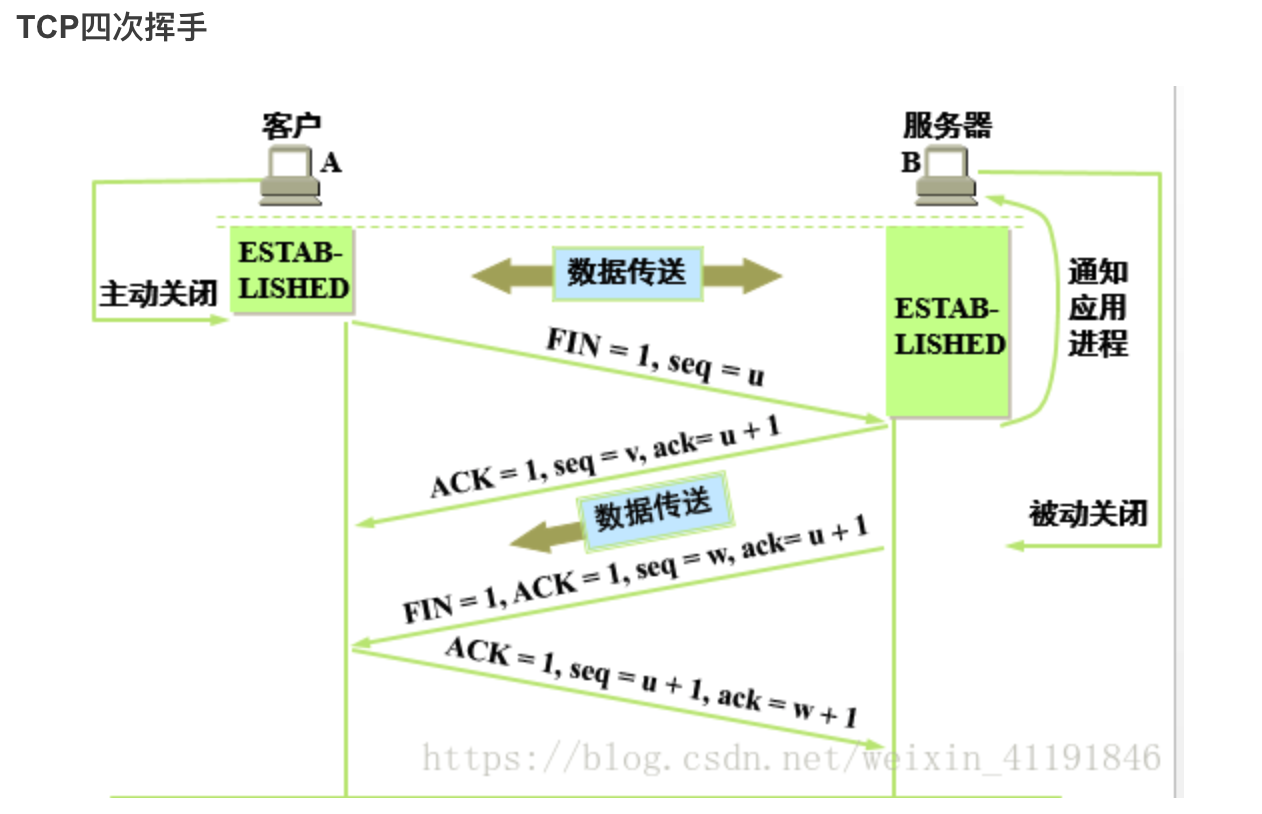 TCP四次挥手
客户
A
服务器
B
ESTAB-
LISHED
数据传送
主动关闭
ESTAB-
LISHED
通知
应用
进程
FIN = 1, seq = u
ACK = 1, seq = v, ack= u + 1
数据传送
被动关闭
FIN = 1, ACK = 1, seq = w, ack= u + 1
ACK = 1, seq = u + 1, ack = w + 1
https://blog.csdn.net/weixin_41191846